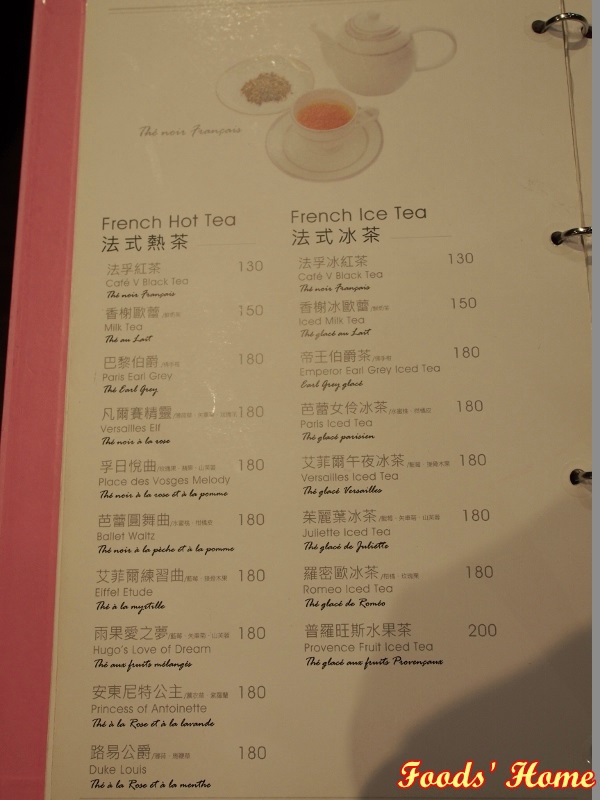 Thé noir Français
French Hot Tea
法式熱茶
法孚紅茶 130
Café V Black Tea
Thé noir Français
香榭歐蕾 150
Milk Tea
Thé au Lait
巴黎伯爵 180
Paris Earl Grey
Thé Earl Grey
凡爾賽精靈 180
Versailles Elf
Thé noir à la rose
孚日悅曲 180
Place des Vosges Melody
Thé noir à la rose et à la pomme
芭蕾圓舞曲 180
Ballet Waltz
Thé noir à la pêche et à la pomme
艾菲爾練習曲 180
Eiffel Etude
Thé à la myrtille
雨果愛之夢 180
Hugo's Love of Dream
Thé aux fruits mélangés
安東尼特公主 180
Princess of Antoinette
Thé à la Rose et à la lavande
路易公爵 180
Duke Louis
Thé à la Rose et à la menthe
French Ice Tea
法式冰茶
法孚冰紅茶 130
Café V Black Tea
Thé noir Français
香榭冰歐蕾 150
Iced Milk Tea
Thé glacé au Lait
帝王伯爵茶 180
Emperor Earl Grey Iced Tea
Earl Grey glacé
芭蕾女伶冰茶 180
Paris Iced Tea
Thé glacé parisien
艾菲爾午夜冰茶 180
Versailles Iced Tea
Thé glacé Versailles
茱麗葉冰茶 180
Juliette Iced Tea
Thé glacé de Juliette
羅密歐冰茶 180
Romeo Iced Tea
Thé glacé de Roméo
普羅旺斯水果茶 200
Provence Fruit Iced Tea
Thé glacé aux fruits Provençaux
Foods' Home